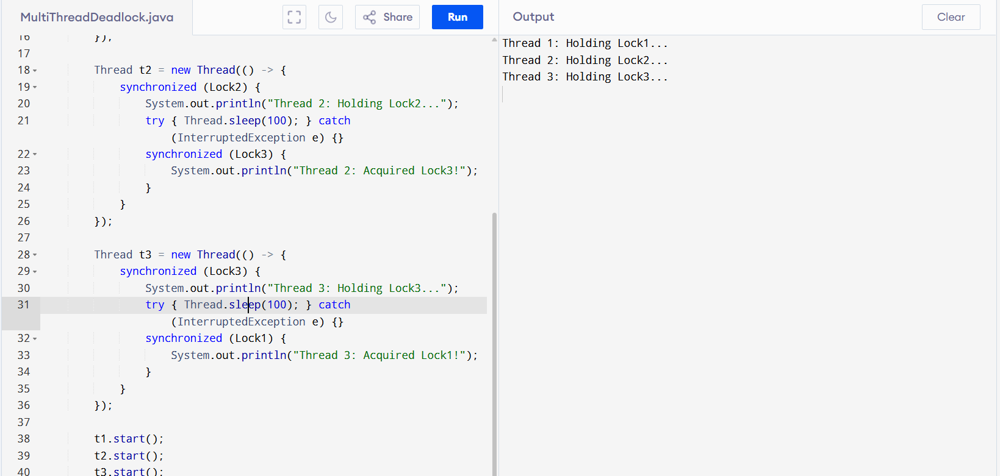 MultiThreadDeadlock.java
Share
Run
Output
Clear
16 });
17
18 Thread t2 = new Thread(() -> {
19 synchronized (Lock2) {
20 System.out.println("Thread 2: Holding Lock2...");
21 try { Thread.sleep(100); } catch
(InterruptedException e) {}
22 synchronized (Lock3) {
23 System.out.println("Thread 2: Acquired Lock3!");
24 }
25 }
26 });
27
28 Thread t3 = new Thread(() -> {
29 synchronized (Lock3) {
30 System.out.println("Thread 3: Holding Lock3...");
31 try { Thread.sleep(100); } catch
(InterruptedException e) {}
32 synchronized (Lock1) {
33 System.out.println("Thread 3: Acquired Lock1!");
34 }
35 }
36 });
37
38 t1.start();
39 t2.start();
40 t3.start();
Thread 1: Holding Lock1...
Thread 2: Holding Lock2...
Thread 3: Holding Lock3...